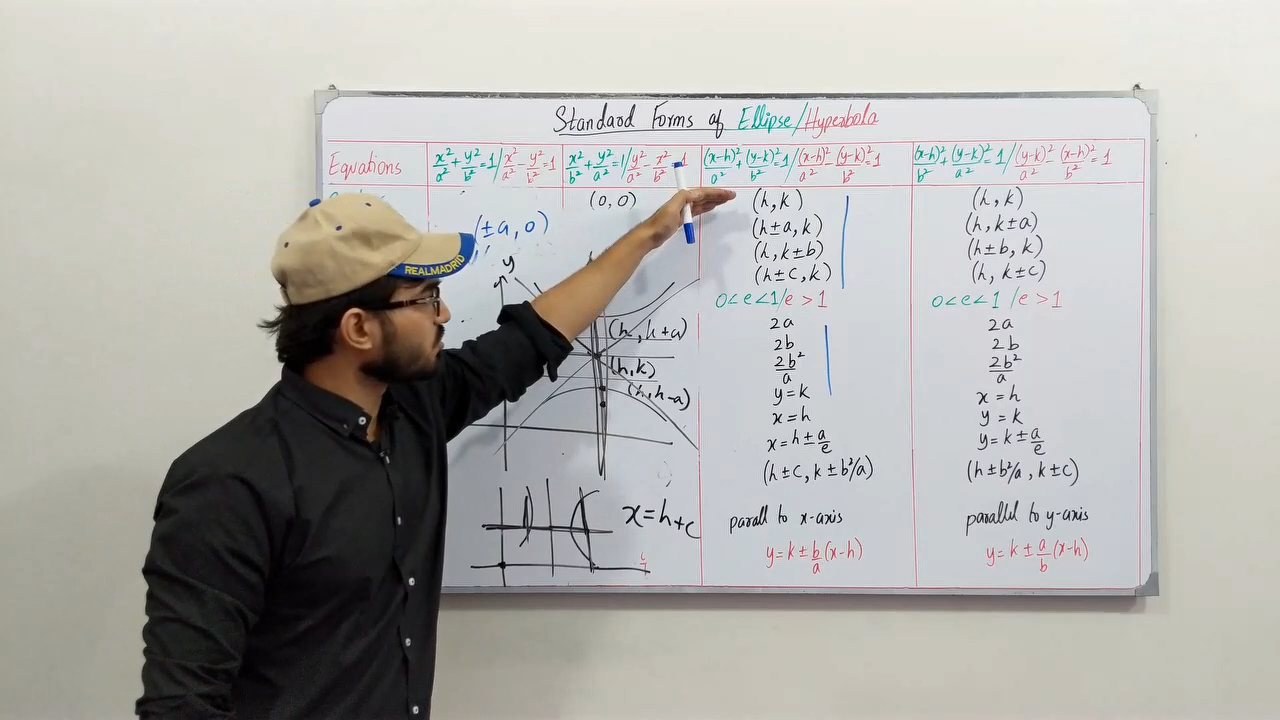 Standard Forms of Ellipse/Hyperbola
Equations
x²/a² + y²/b² = 1 / x²/a² - y²/b² = 1
x²/b² + y²/a² = 1 / y²/a² - x²/b² = 1
(x-h)²/a² + (y-k)²/b² = 1 / (x-h)²/a² - (y-k)²/b² = 1
(x-h)²/b² + (y-k)²/a² = 1 / (y-k)²/a² - (x-h)²/b² = 1
(±a, 0)
y
(0, 0)
(h, k+a)
(h, k)
(h, h-a)
x = h+c
(h, k)
(h±a, k)
(h, k±b)
(h±c, k)
0<e<1/e>1
2a
2b
2b²/a
y=k
x=h
x=h±a/e
(h±c, k±b²/a)
parall to x-axis
y=k±b/a(x-h)
(h, k)
(h, k±a)
(h±b, k)
(h, k±c)
0<e<1/e>1
2a
2b
2b²/a
x=h
y=k
y=k±a/e
(h±b²/a, k±c)
parallel to y-axis
y=k±a/b(x-h)
REALMADRID